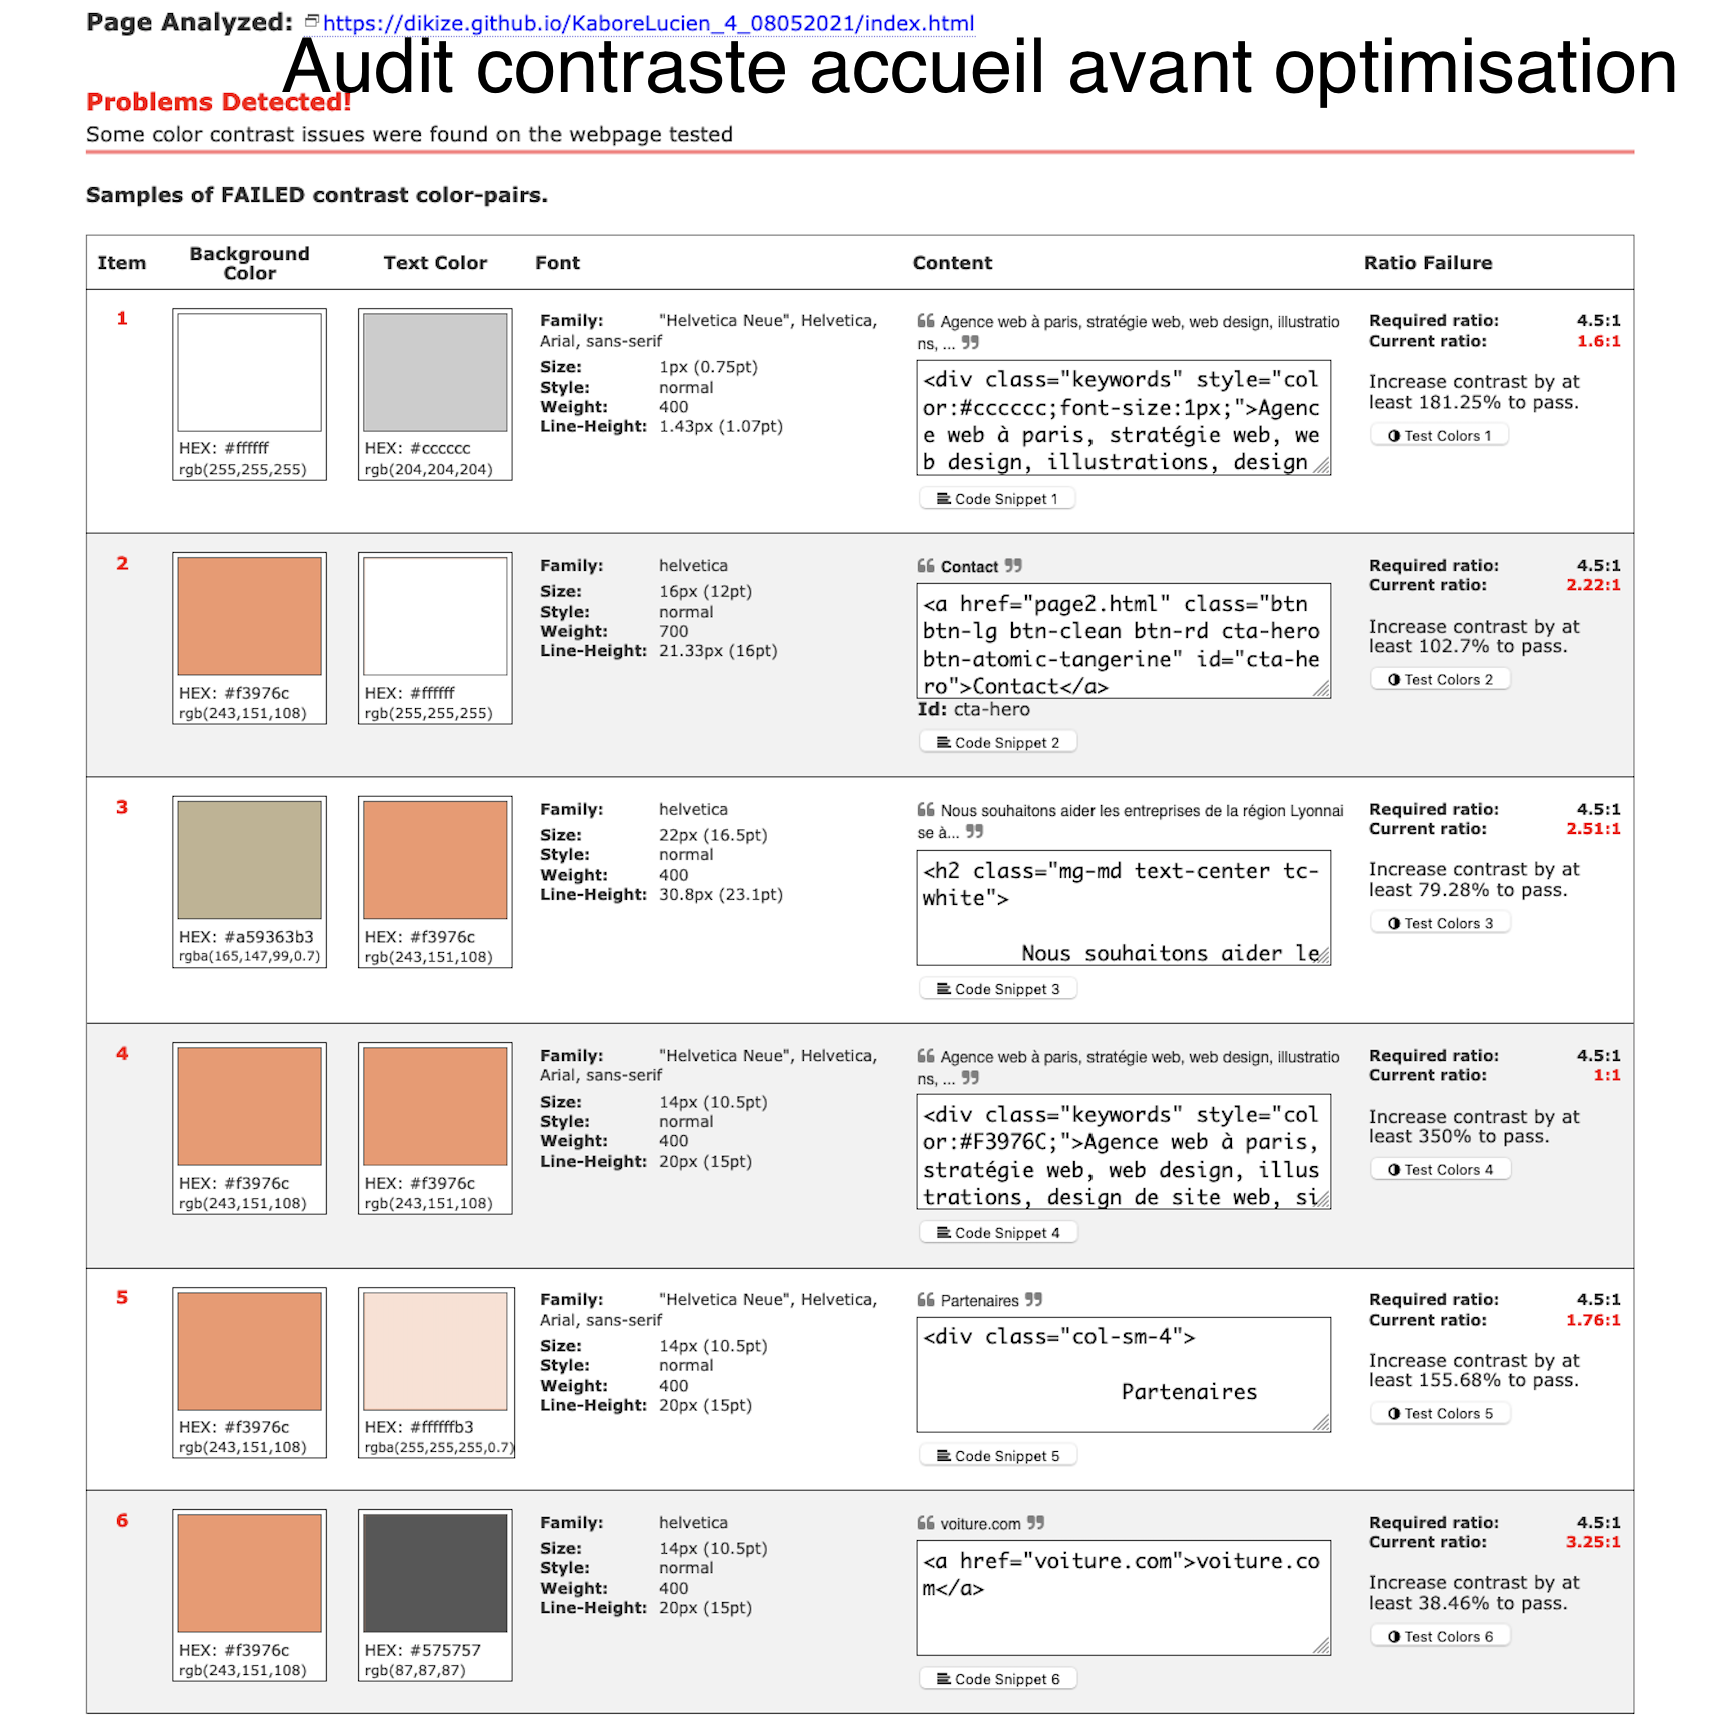 Page Analyzed: https://dikize.github.io/KaboreLucien_4_08052021/index.html
Audit contraste accueil avant optimisation
Problems Detected!
Some color contrast issues were found on the webpage tested
Samples of FAILED contrast color-pairs.
Item Background Color Text Color Font Content Ratio Failure
1
HEX: #ffffff
rgb(255,255,255)
HEX: #cccccc
rgb(204,204,204)
Family: "Helvetica Neue", Helvetica,
Arial, sans-serif
Size: 1px (0.75pt)
Style: normal
Weight: 400
Line-Height: 1.43px (1.07pt)
Agence web à paris, stratégie web, web design, illustratio
ns, ...
<div class="keywords" style="col
or:#cccccc;font-size:1px;">Agenc
e web à paris, stratégie web, we
b design, illustrations, design
Code Snippet 1
Required ratio: 4.5:1
Current ratio: 1.6:1
Increase contrast by at
least 181.25% to pass.
Test Colors 1
2
HEX: #f3976c
rgb(243,151,108)
HEX: #ffffff
rgb(255,255,255)
Family: helvetica
Size: 16px (12pt)
Style: normal
Weight: 700
Line-Height: 21.33px (16pt)
Contact
<a href="page2.html" class="btn
btn-lg btn-clean btn-rd cta-hero
btn-atomic-tangerine" id="cta-he
ro">Contact</a>
Id: cta-hero
Code Snippet 2
Required ratio: 4.5:1
Current ratio: 2.22:1
Increase contrast by at
least 102.7% to pass.
Test Colors 2
3
HEX: #a59363b3
rgba(165,147,99,0.7)
HEX: #f3976c
rgb(243,151,108)
Family: helvetica
Size: 22px (16.5pt)
Style: normal
Weight: 400
Line-Height: 30.8px (23.1pt)
Nous souhaitons aider les entreprises de la région Lyonnai
se à...
<h2 class="mg-md text-center tc-
white">
Nous souhaitons aider le
Code Snippet 3
Required ratio: 4.5:1
Current ratio: 2.51:1
Increase contrast by at
least 79.28% to pass.
Test Colors 3
4
HEX: #f3976c
rgb(243,151,108)
HEX: #f3976c
rgb(243,151,108)
Family: "Helvetica Neue", Helvetica,
Arial, sans-serif
Size: 14px (10.5pt)
Style: normal
Weight: 400
Line-Height: 20px (15pt)
Agence web à paris, stratégie web, web design, illustratio
ns, ...
<div class="keywords" style="col
or:#F3976C;">Agence web à paris,
stratégie web, web design, illus
trations, design de site web, si
Code Snippet 4
Required ratio: 4.5:1
Current ratio: 1:1
Increase contrast by at
least 350% to pass.
Test Colors 4
5
HEX: #f3976c
rgb(243,151,108)
HEX: #ffffffb3
rgba(255,255,255,0.7)
Family: "Helvetica Neue", Helvetica,
Arial, sans-serif
Size: 14px (10.5pt)
Style: normal
Weight: 400
Line-Height: 20px (15pt)
Partenaires
<div class="col-sm-4">
Partenaires
Code Snippet 5
Required ratio: 4.5:1
Current ratio: 1.76:1
Increase contrast by at
least 155.68% to pass.
Test Colors 5
6
HEX: #f3976c
rgb(243,151,108)
HEX: #575757
rgb(87,87,87)
Family: helvetica
Size: 14px (10.5pt)
Style: normal
Weight: 400
Line-Height: 20px (15pt)
voiture.com
<a href="voiture.com">voiture.co
m</a>
Code Snippet 6
Required ratio: 4.5:1
Current ratio: 3.25:1
Increase contrast by at
least 38.46% to pass.
Test Colors 6